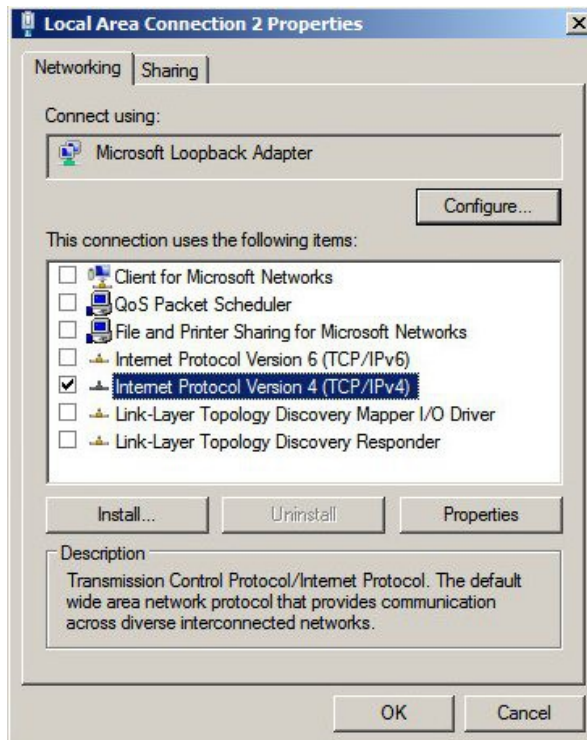 Local Area Connection 2 Properties
Networking
Sharing
Connect using:
Microsoft Loopback Adapter
Configure...
This connection uses the following items:
Client for Microsoft Networks
QoS Packet Scheduler
File and Printer Sharing for Microsoft Networks
Internet Protocol Version 6 (TCP/IPv6)
Internet Protocol Version 4 (TCP/IPv4)
Link-Layer Topology Discovery Mapper I/O Driver
Link-Layer Topology Discovery Responder
Install...
Uninstall
Properties
Description
Transmission Control Protocol/Internet Protocol. The default
wide area network protocol that provides communication
across diverse interconnected networks.
OK
Cancel